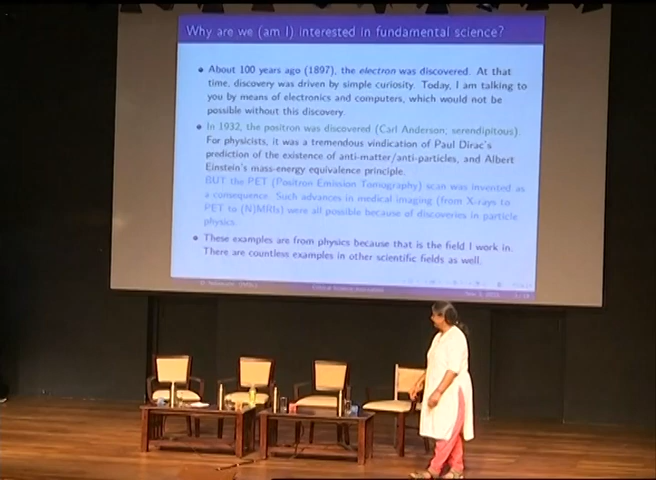 Why are we (am I) interested in fundamental science?
• About 100 years ago (1897), the electron was discovered. At that
time, discovery was driven by simple curiosity. Today, I am talking to
you by means of electronics and computers, which would not be
possible without this discovery.
• In 1932, the positron was discovered (Carl Anderson, serendipitous)
For physicists, it was a tremendous vindication of Paul Dirac's
prediction of the existence of anti-matter/anti-particles, and Albert
Einstein's mass-energy equivalence principle.
BUT the PET (Positron Emission Tomography) scan was invented as
a consequence. Such advances in medical imaging (from X-rays to
PET to (N)MRIs) were all possible because of discoveries in particle
physics.
• These examples are from physics because that is the field I work in.
There are countless examples in other scientific fields as well.